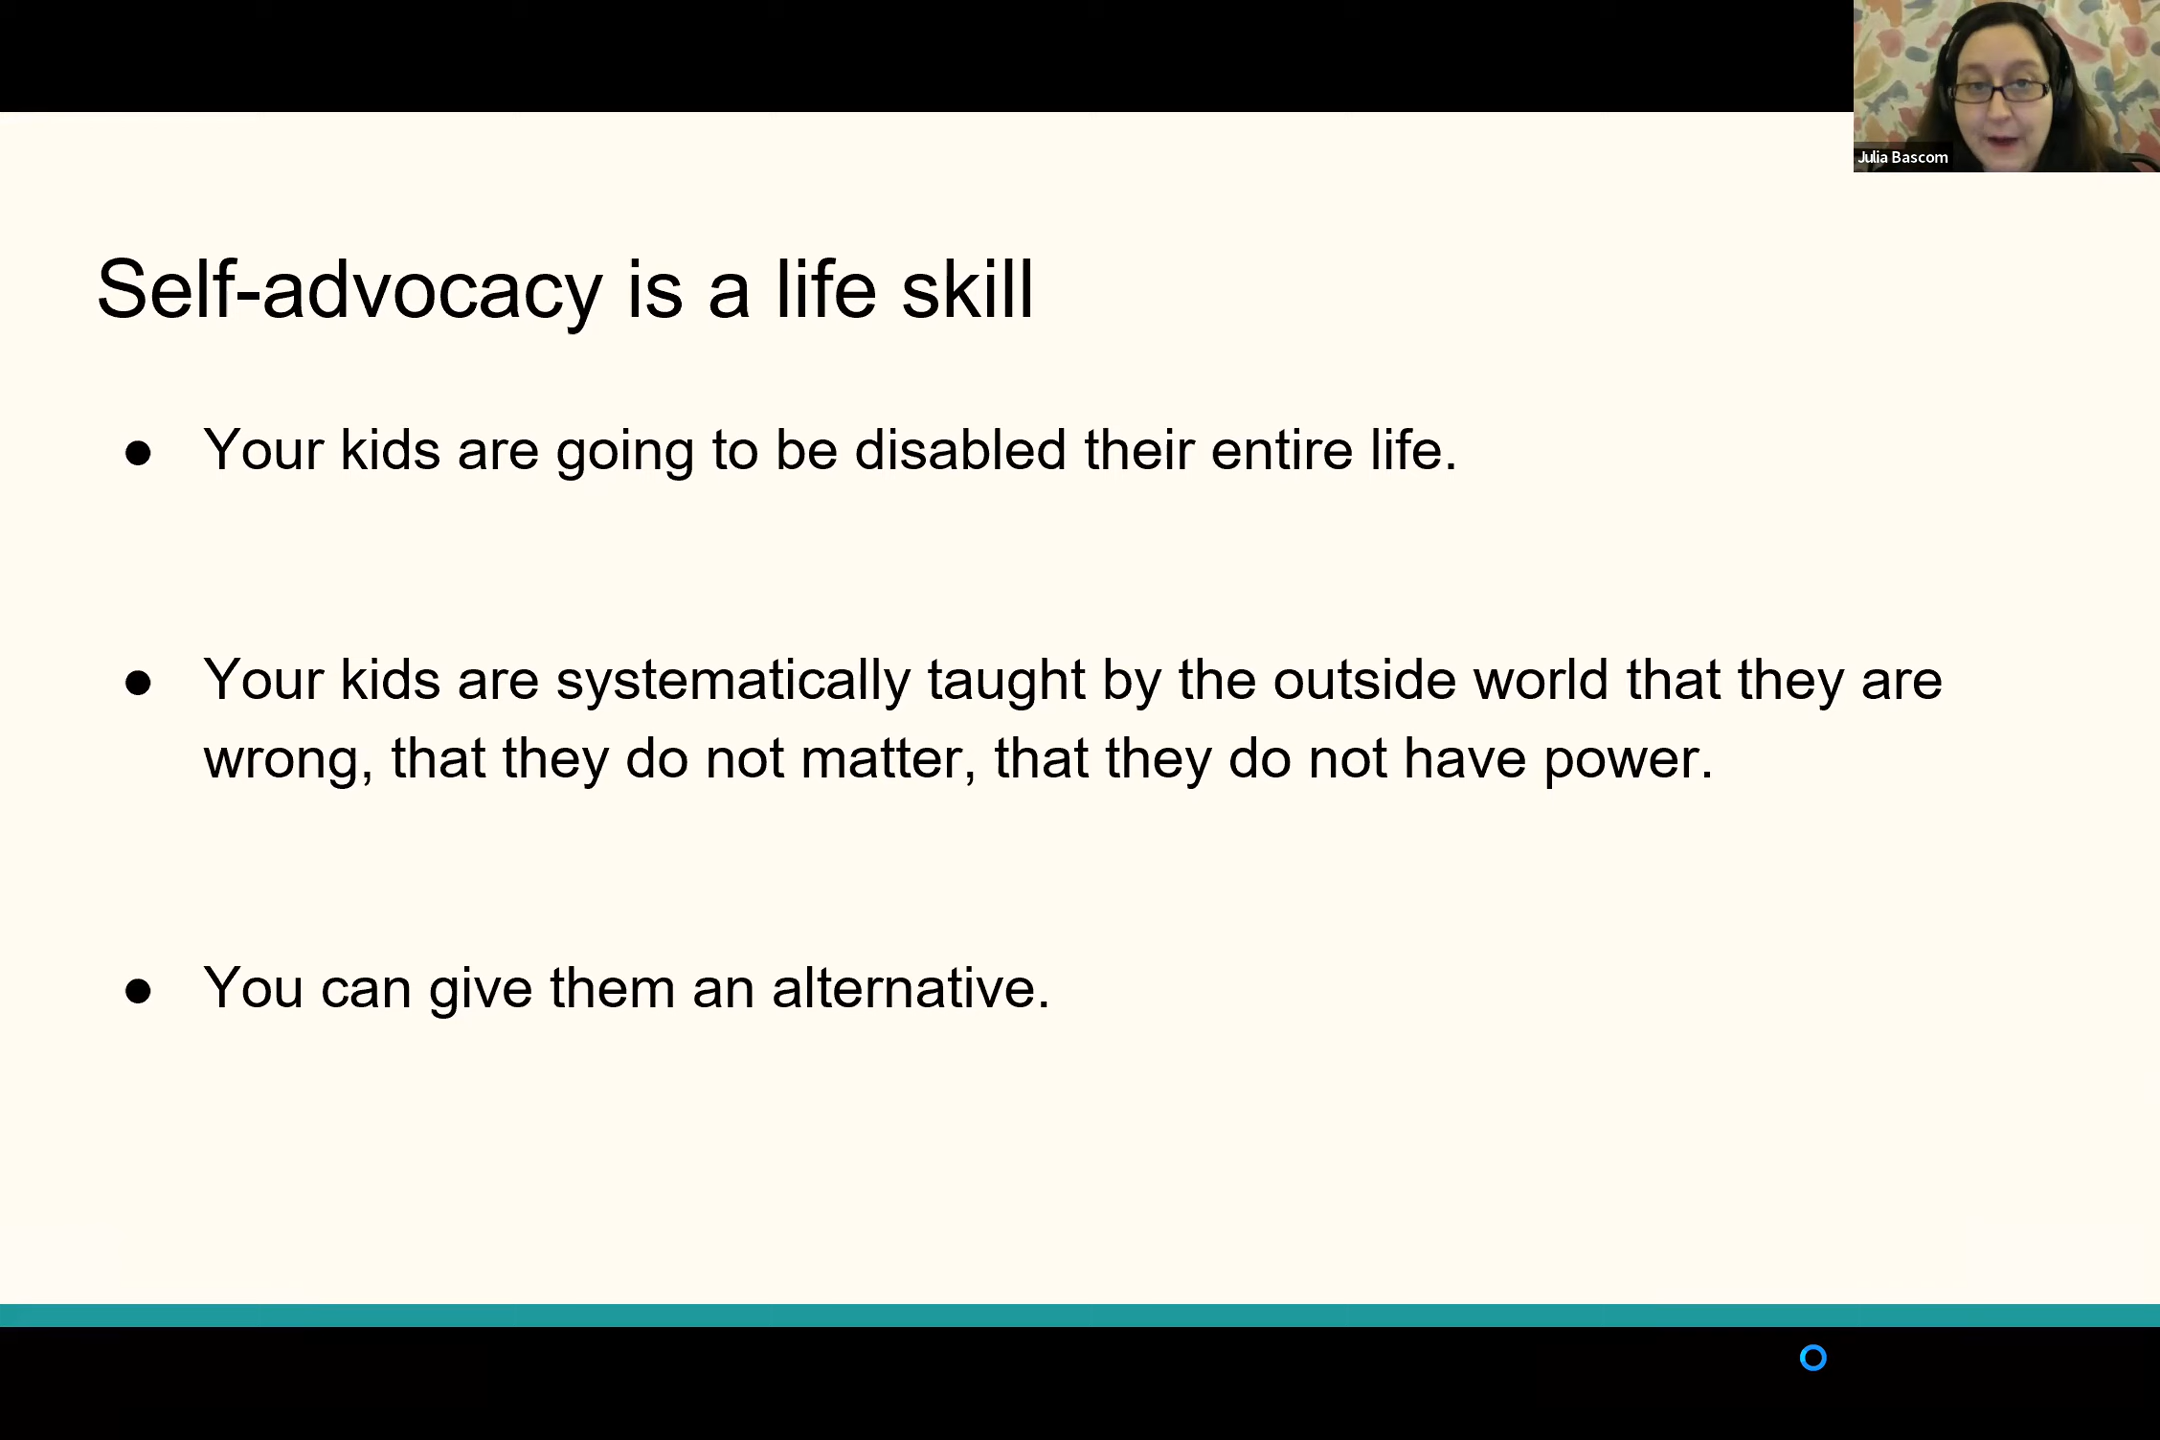 Julia Bascom
Self-advocacy is a life skill
● Your kids are going to be disabled their entire life.
● Your kids are systematically taught by the outside world that they are
wrong, that they do not matter, that they do not have power.
● You can give them an alternative.